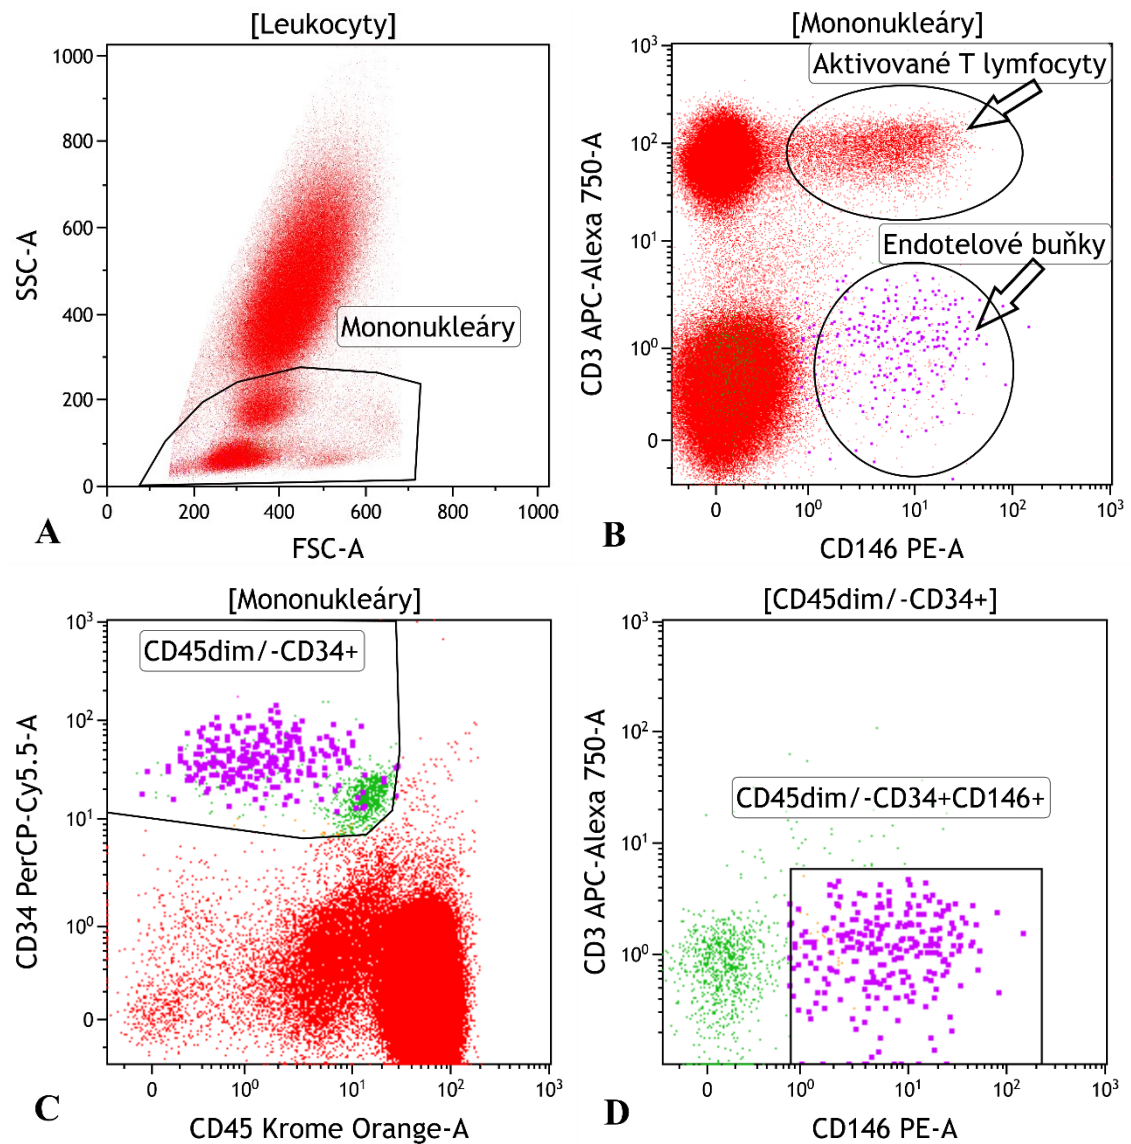 [Leukocyty]
1000
800
600
400
200
0
SSC-A
Mononukleáry
0
200
400
600
800
1000
FSC-A
A
[Mononukleáry]
10³
10²
10¹
10⁰
0
CD3 APC-Alexa 750-A
Aktivované T lymfocyty
Endotelové buňky
0
10⁰
10¹
10²
10³
CD146 PE-A
B
[Mononukleáry]
10³
10²
10¹
10⁰
0
CD34 PerCP-Cy5.5-A
CD45dim/-CD34+
0
10⁰
10¹
10²
10³
CD45 Krome Orange-A
C
[CD45dim/-CD34+]
10³
10²
10¹
10⁰
CD3 APC-Alexa 750-A
CD45dim/-CD34+CD146+
0
10⁰
10¹
10²
10³
CD146 PE-A
D